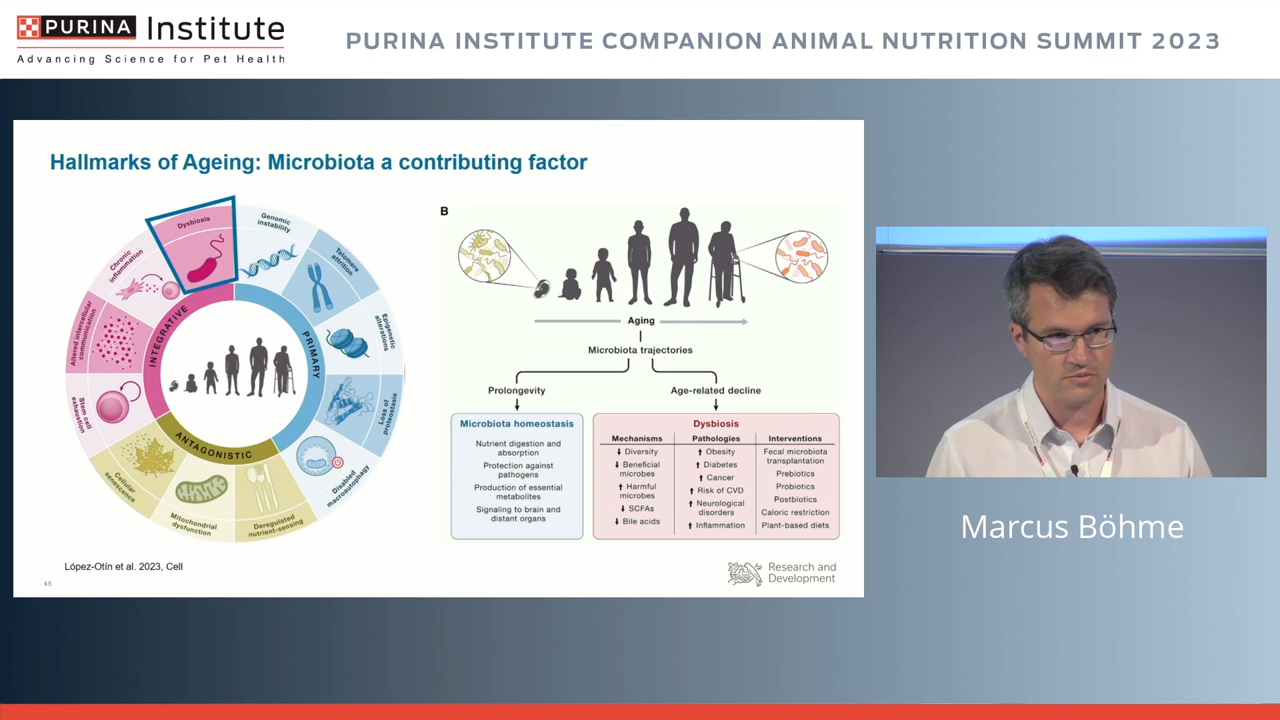 PURINA Institute
Advancing Science for Pet Health
PURINA INSTITUTE COMPANION ANIMAL NUTRITION SUMMIT 2023
Hallmarks of Ageing: Microbiota a contributing factor
Dysbiosis
Genomic
instability
Telomere
attrition
Epigenetic
alterations
Loss of
proteostasis
Disabled
macroautophagy
Deregulated
nutrient-sensing
Mitochondrial
dysfunction
Cellular
senescence
Stem cell
exhaustion
Altered intercellular
communication
Chronic
inflammation
INTEGRATIVE
PRIMARY
ANTAGONISTIC
B
Aging
Microbiota trajectories
Prolongevity
Age-related decline
Microbiota homeostasis
Nutrient digestion and
absorption
Protection against
pathogens
Production of essential
metabolites
Signaling to brain and
distant organs
Dysbiosis
Mechanisms
Diversity
Beneficial
microbes
Harmful
microbes
SCFAs
Bile acids
Pathologies
Obesity
Diabetes
Cancer
Risk of CVD
Neurological
disorders
Inflammation
Interventions
Fecal microbiota
transplantation
Prebiotics
Probiotics
Postbiotics
Caloric restriction
Plant-based diets
López-Otín et al. 2023, Cell
Research and
Development
Marcus Böhme